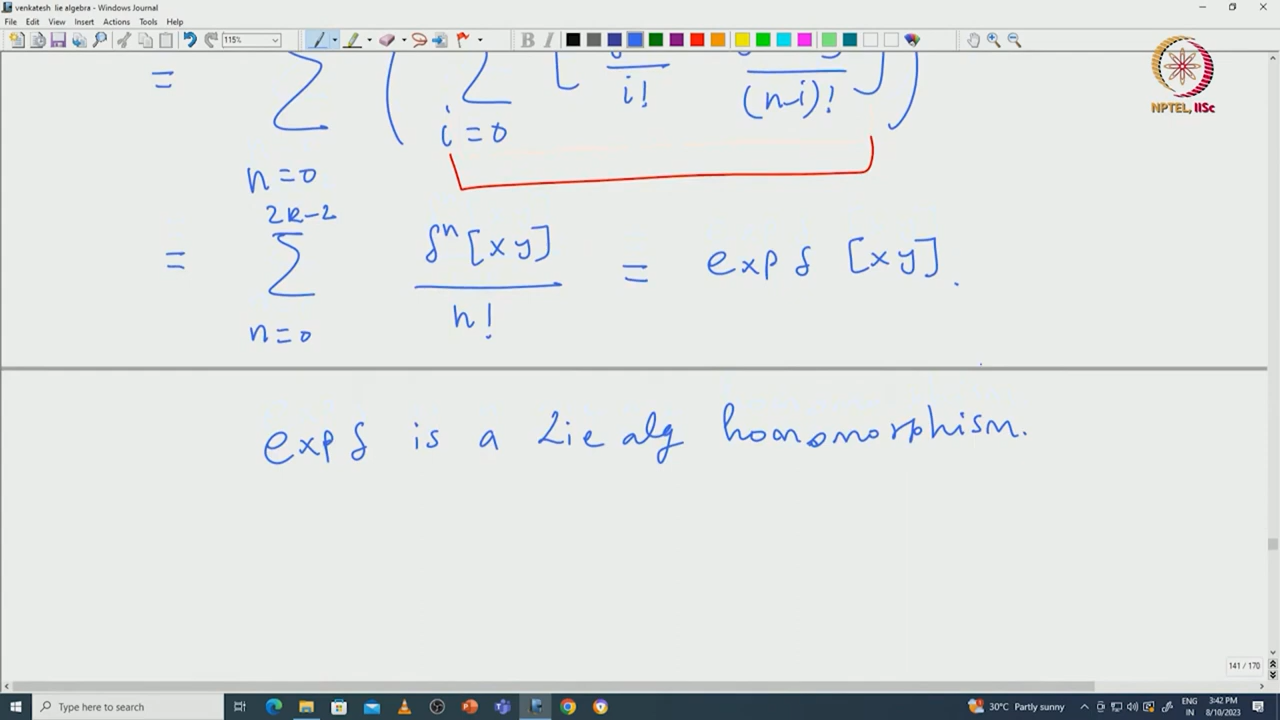 venkatesh lie algebra - Windows Journal
File Edit View Insert Actions Tools Help
115%
B I
NPTEL, IISc
= Σ ( Σ [ i! (n-i)! ] )
i = 0
n = 0
2k-2
= Σ δⁿ[xy] / n! = exp δ [xy].
n = 0
exp δ is a Lie alg homomorphism.
141 / 170
Type here to search
30°C Partly sunny
ENG
IN
3:42 PM
8/10/2023